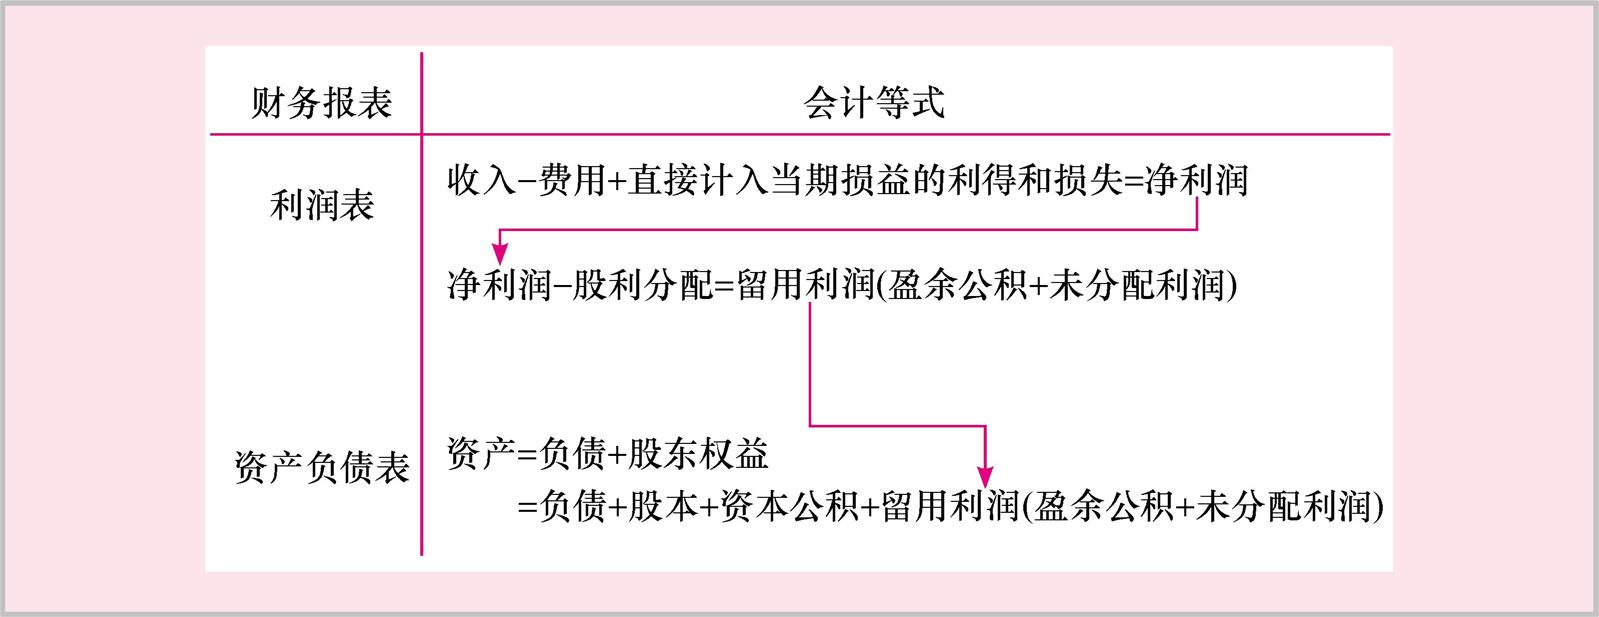 财务报表 会计等式
收入-费用+直接计入当期损益的利得和损失=净利润
利润表
净利润-股利分配=留用利润(盈余公积+未分配利润)
资产=负债+股东权益
资产负债表
=负债+股本+资本公积+留用利润(盈余公积+未分配利润)